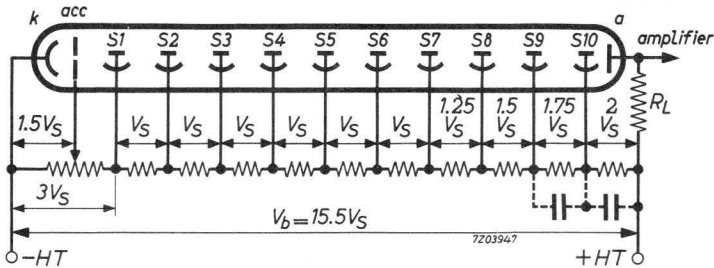 k acc S1 S2 S3 S4 S5 S6 S7 S8 S9 S10 a amplifier
1.5VS VS VS VS VS VS VS VS 1.25 VS 1.5 VS 1.75 VS 2 VS RL
3VS
Vb=15.5VS
7Z03947
-HT +HT